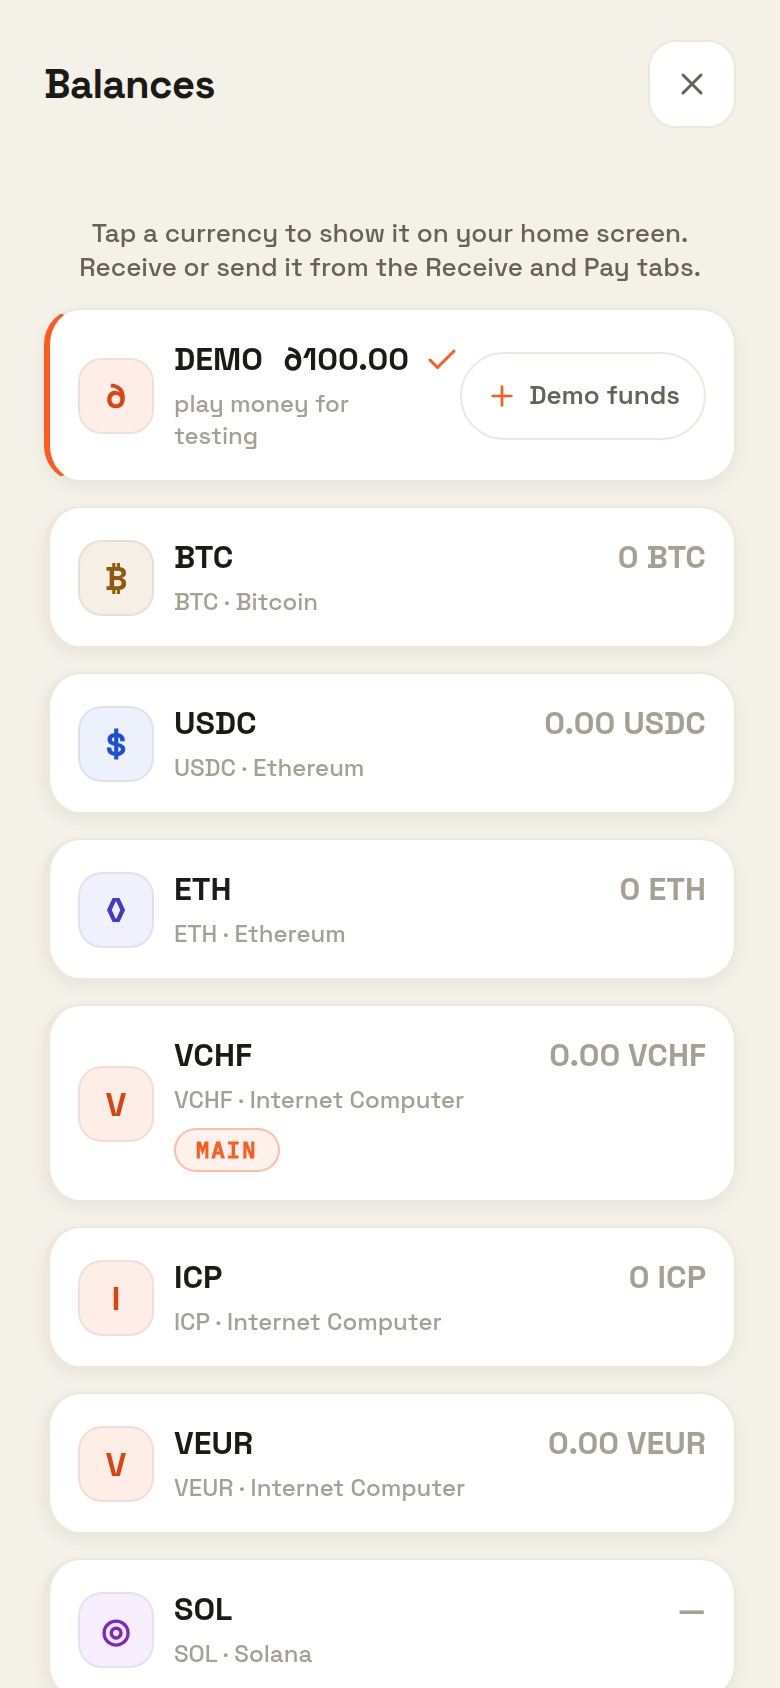 Balances
Tap a currency to show it on your home screen.
Receive or send it from the Receive and Pay tabs.
∂
DEMO ∂100.00
play money for
testing
Demo funds
₿
BTC
0 BTC
BTC · Bitcoin
$
USDC
0.00 USDC
USDC · Ethereum
ETH
0 ETH
ETH · Ethereum
V
VCHF
0.00 VCHF
VCHF · Internet Computer
MAIN
I
ICP
0 ICP
ICP · Internet Computer
V
VEUR
0.00 VEUR
VEUR · Internet Computer
◎
SOL
—
SOL · Solana